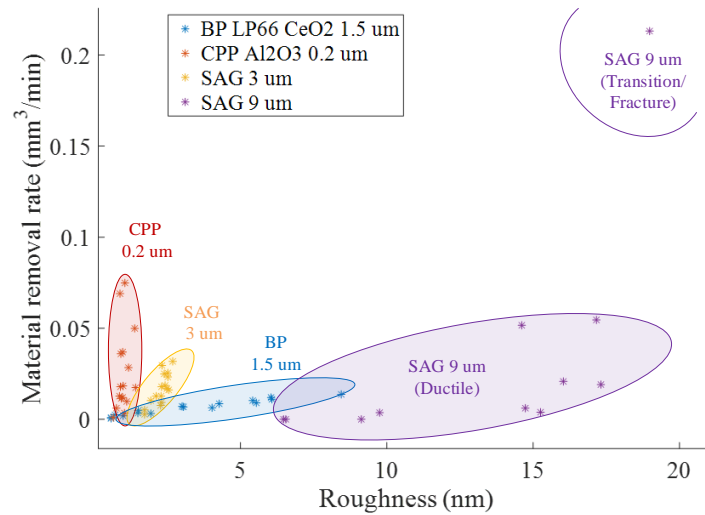 BP LP66 CeO2 1.5 um
CPP Al2O3 0.2 um
SAG 3 um
SAG 9 um
SAG 9 um
(Transition/
Fracture)
CPP
0.2 um
SAG
3 um
BP
1.5 um
SAG 9 um
(Ductile)
Material removal rate (mm³/min)
0.2
0.15
0.1
0.05
0
5
10
15
20
Roughness (nm)